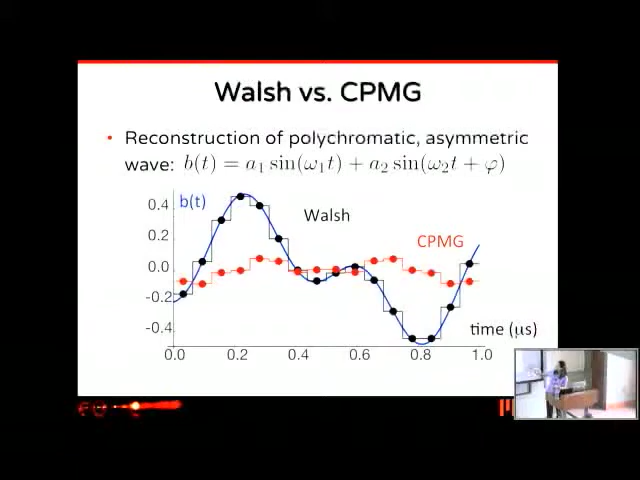 Walsh vs. CPMG
• Reconstruction of polychromatic, asymmetric
wave: b(t) = a₁ sin(ω₁t) + a₂ sin(ω₂t + φ)
0.4
b(t)
Walsh
0.2
CPMG
0.0
-0.2
-0.4
time (μs)
0.0 0.2 0.4 0.6 0.8 1.0